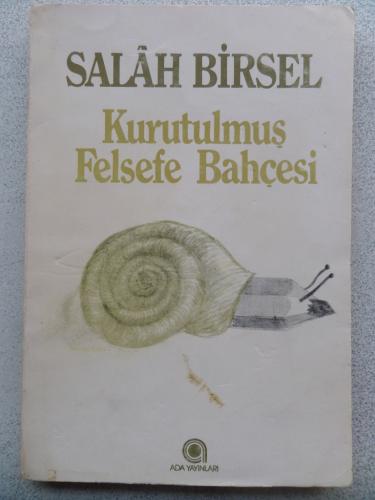 SALÂH BİRSEL
Kurutulmuş
Felsefe Bahçesi
ADA YAYINLARI